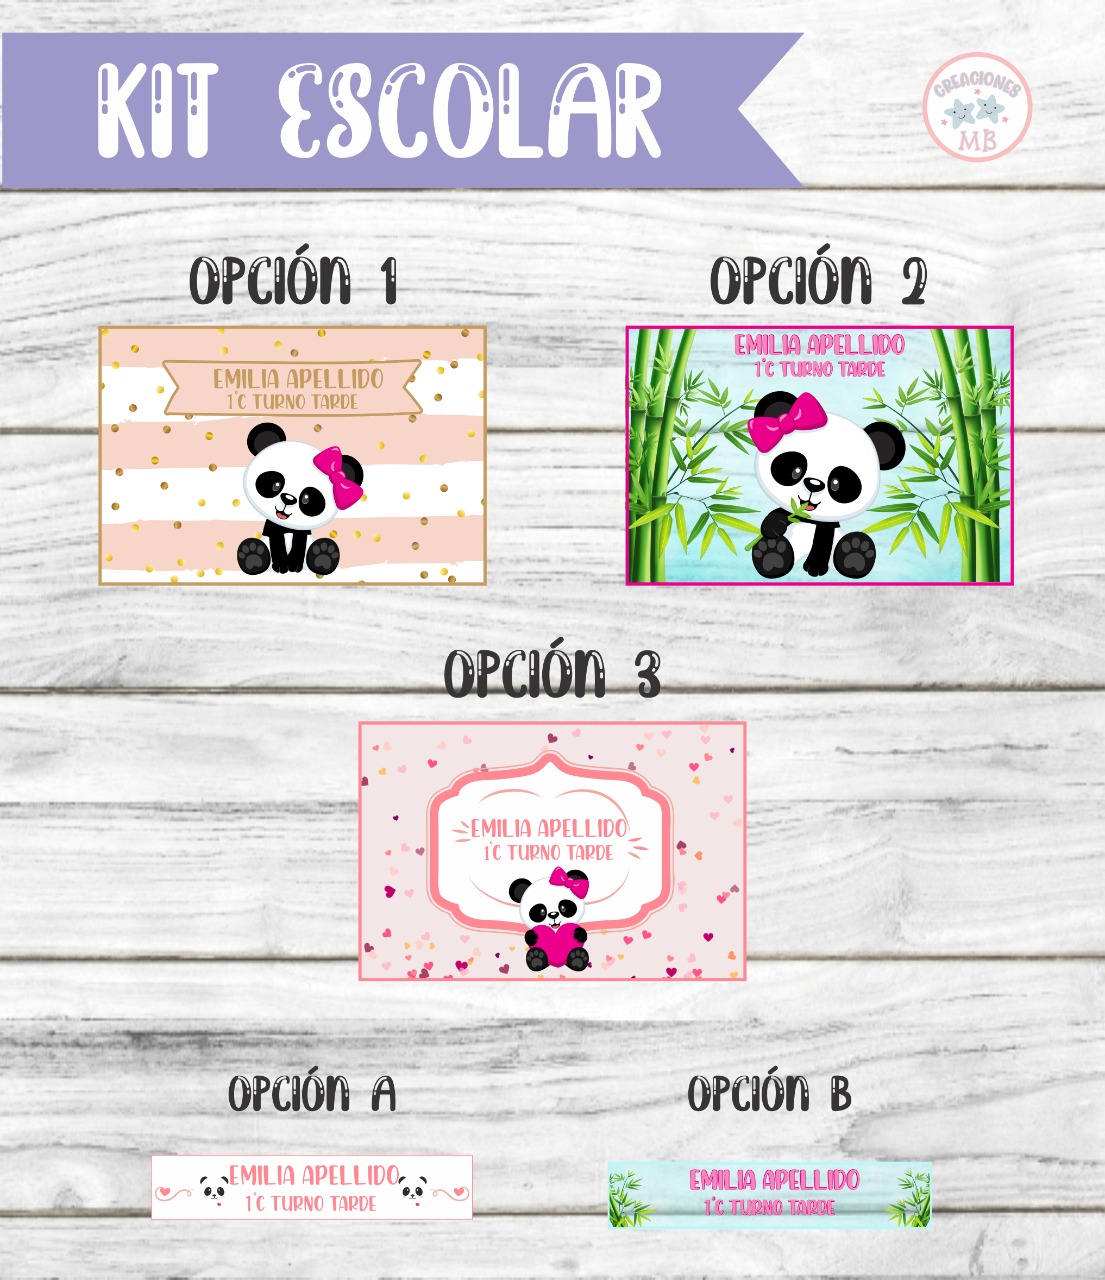 KIT ESCOLAR
CREACIONES
MB
OPCIÓN 1
OPCIÓN 2
EMILIA APELLIDO
1°C TURNO TARDE
EMILIA APELLIDO
1°C TURNO TARDE
OPCIÓN 3
EMILIA APELLIDO
1°C TURNO TARDE
OPCIÓN A
OPCIÓN B
EMILIA APELLIDO
1°C TURNO TARDE
EMILIA APELLIDO
1°C TURNO TARDE